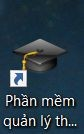 Phần mềm
quản lý th...